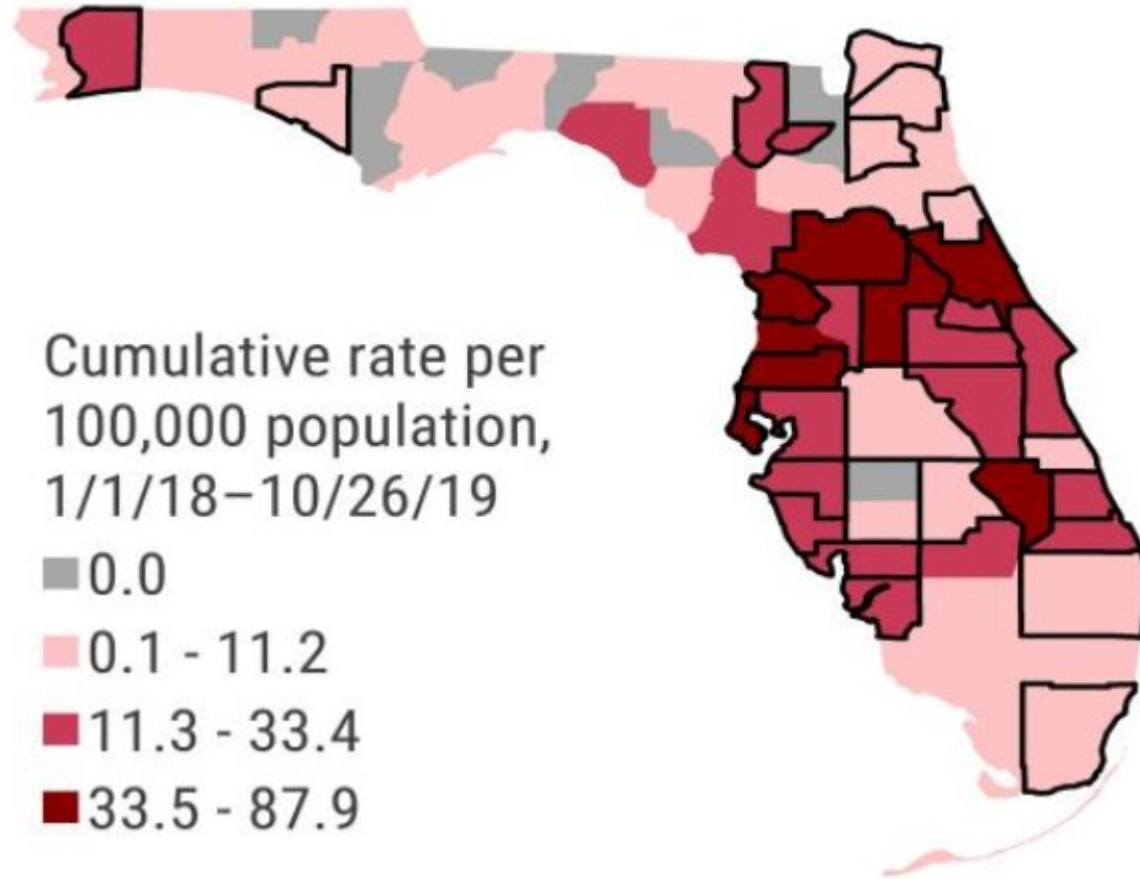 Cumulative rate per
100,000 population,
1/1/18–10/26/19
0.0
0.1 - 11.2
11.3 - 33.4
33.5 - 87.9